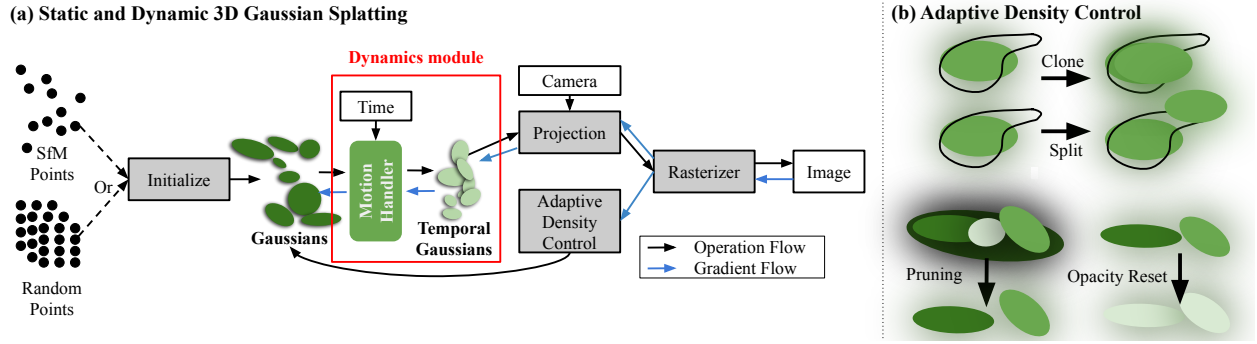 (a) Static and Dynamic 3D Gaussian Splatting
Dynamics module
SfM
Points
Or
Random
Points
Initialize
Gaussians
Time
Motion
Handler
Temporal
Gaussians
Camera
Projection
Adaptive
Density
Control
Rasterizer
Image
Operation Flow
Gradient Flow
(b) Adaptive Density Control
Clone
Split
Pruning
Opacity Reset